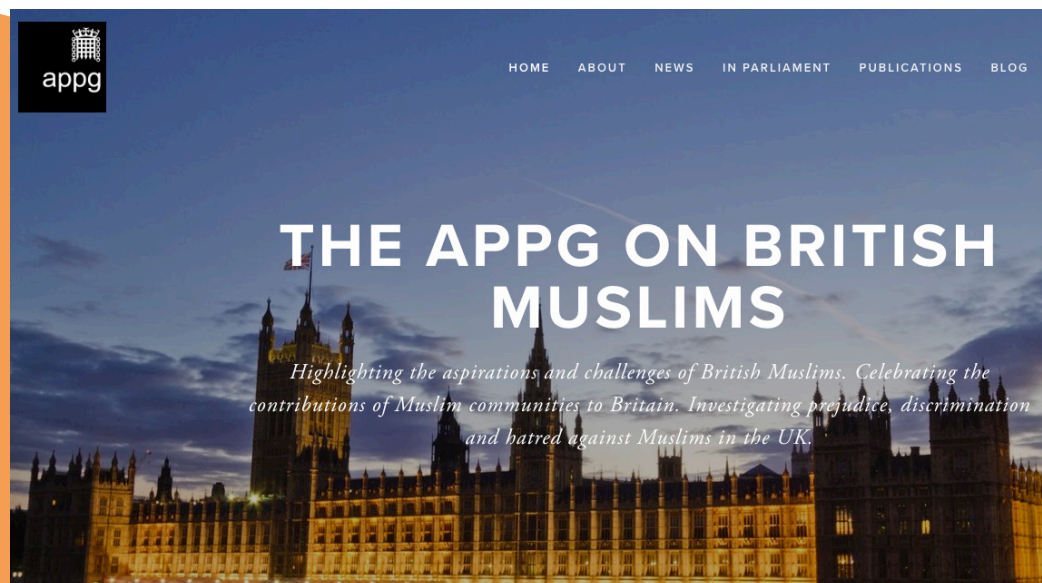 appg
HOME ABOUT NEWS IN PARLIAMENT PUBLICATIONS BLOG
THE APPG ON BRITISH
MUSLIMS
Highlighting the aspirations and challenges of British Muslims. Celebrating the
contributions of Muslim communities to Britain. Investigating prejudice, discrimination
and hatred against Muslims in the UK.